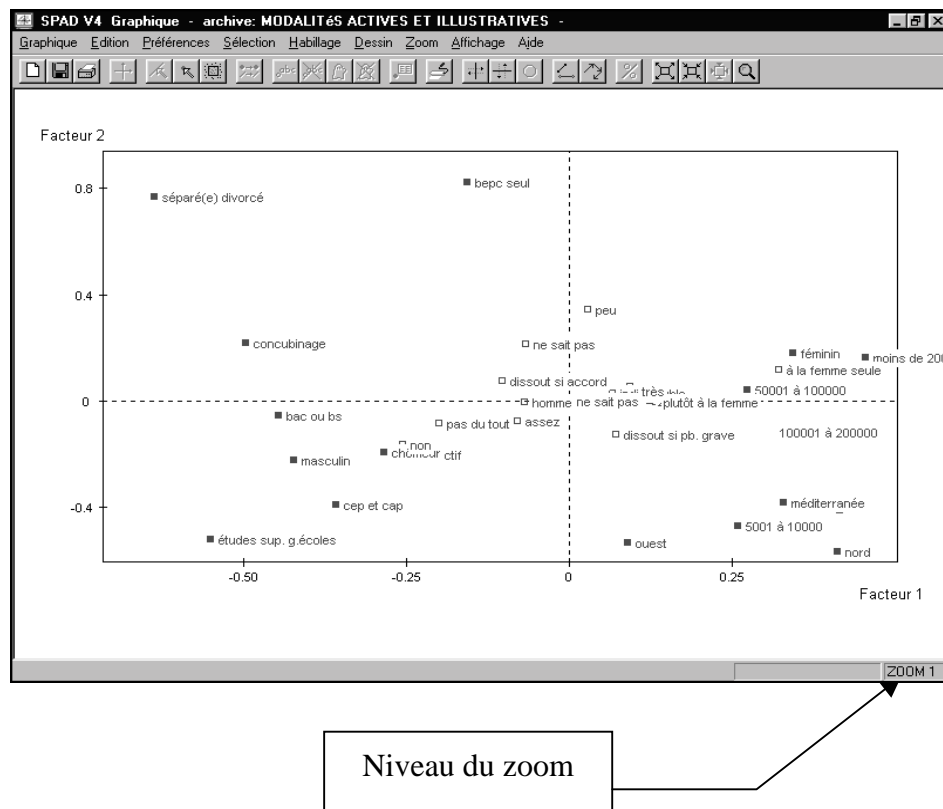 SPAD V4 Graphique - archive: MODALITéS ACTIVES ET ILLUSTRATIVES -
Graphique Edition Préférences Sélection Habillage Dessin Zoom Affichage Aide
Facteur 2
0.8
séparé(e) divorcé
bepc seul
0.4
peu
concubinage
ne sait pas
féminin
moins de 200
à la femme seule
dissout si accord
très
50001 à 100000
0
homme
ne sait pas
plutôt à la femme
bac ou bs
pas du tout
assez
dissout si pb. grave
100001 à 200000
non
chômeur
ctif
masculin
-0.4
cep et cap
méditerranée
études sup. g.écoles
5001 à 10000
ouest
nord
-0.50
-0.25
0
0.25
Facteur 1
ZOOM 1
Niveau du zoom